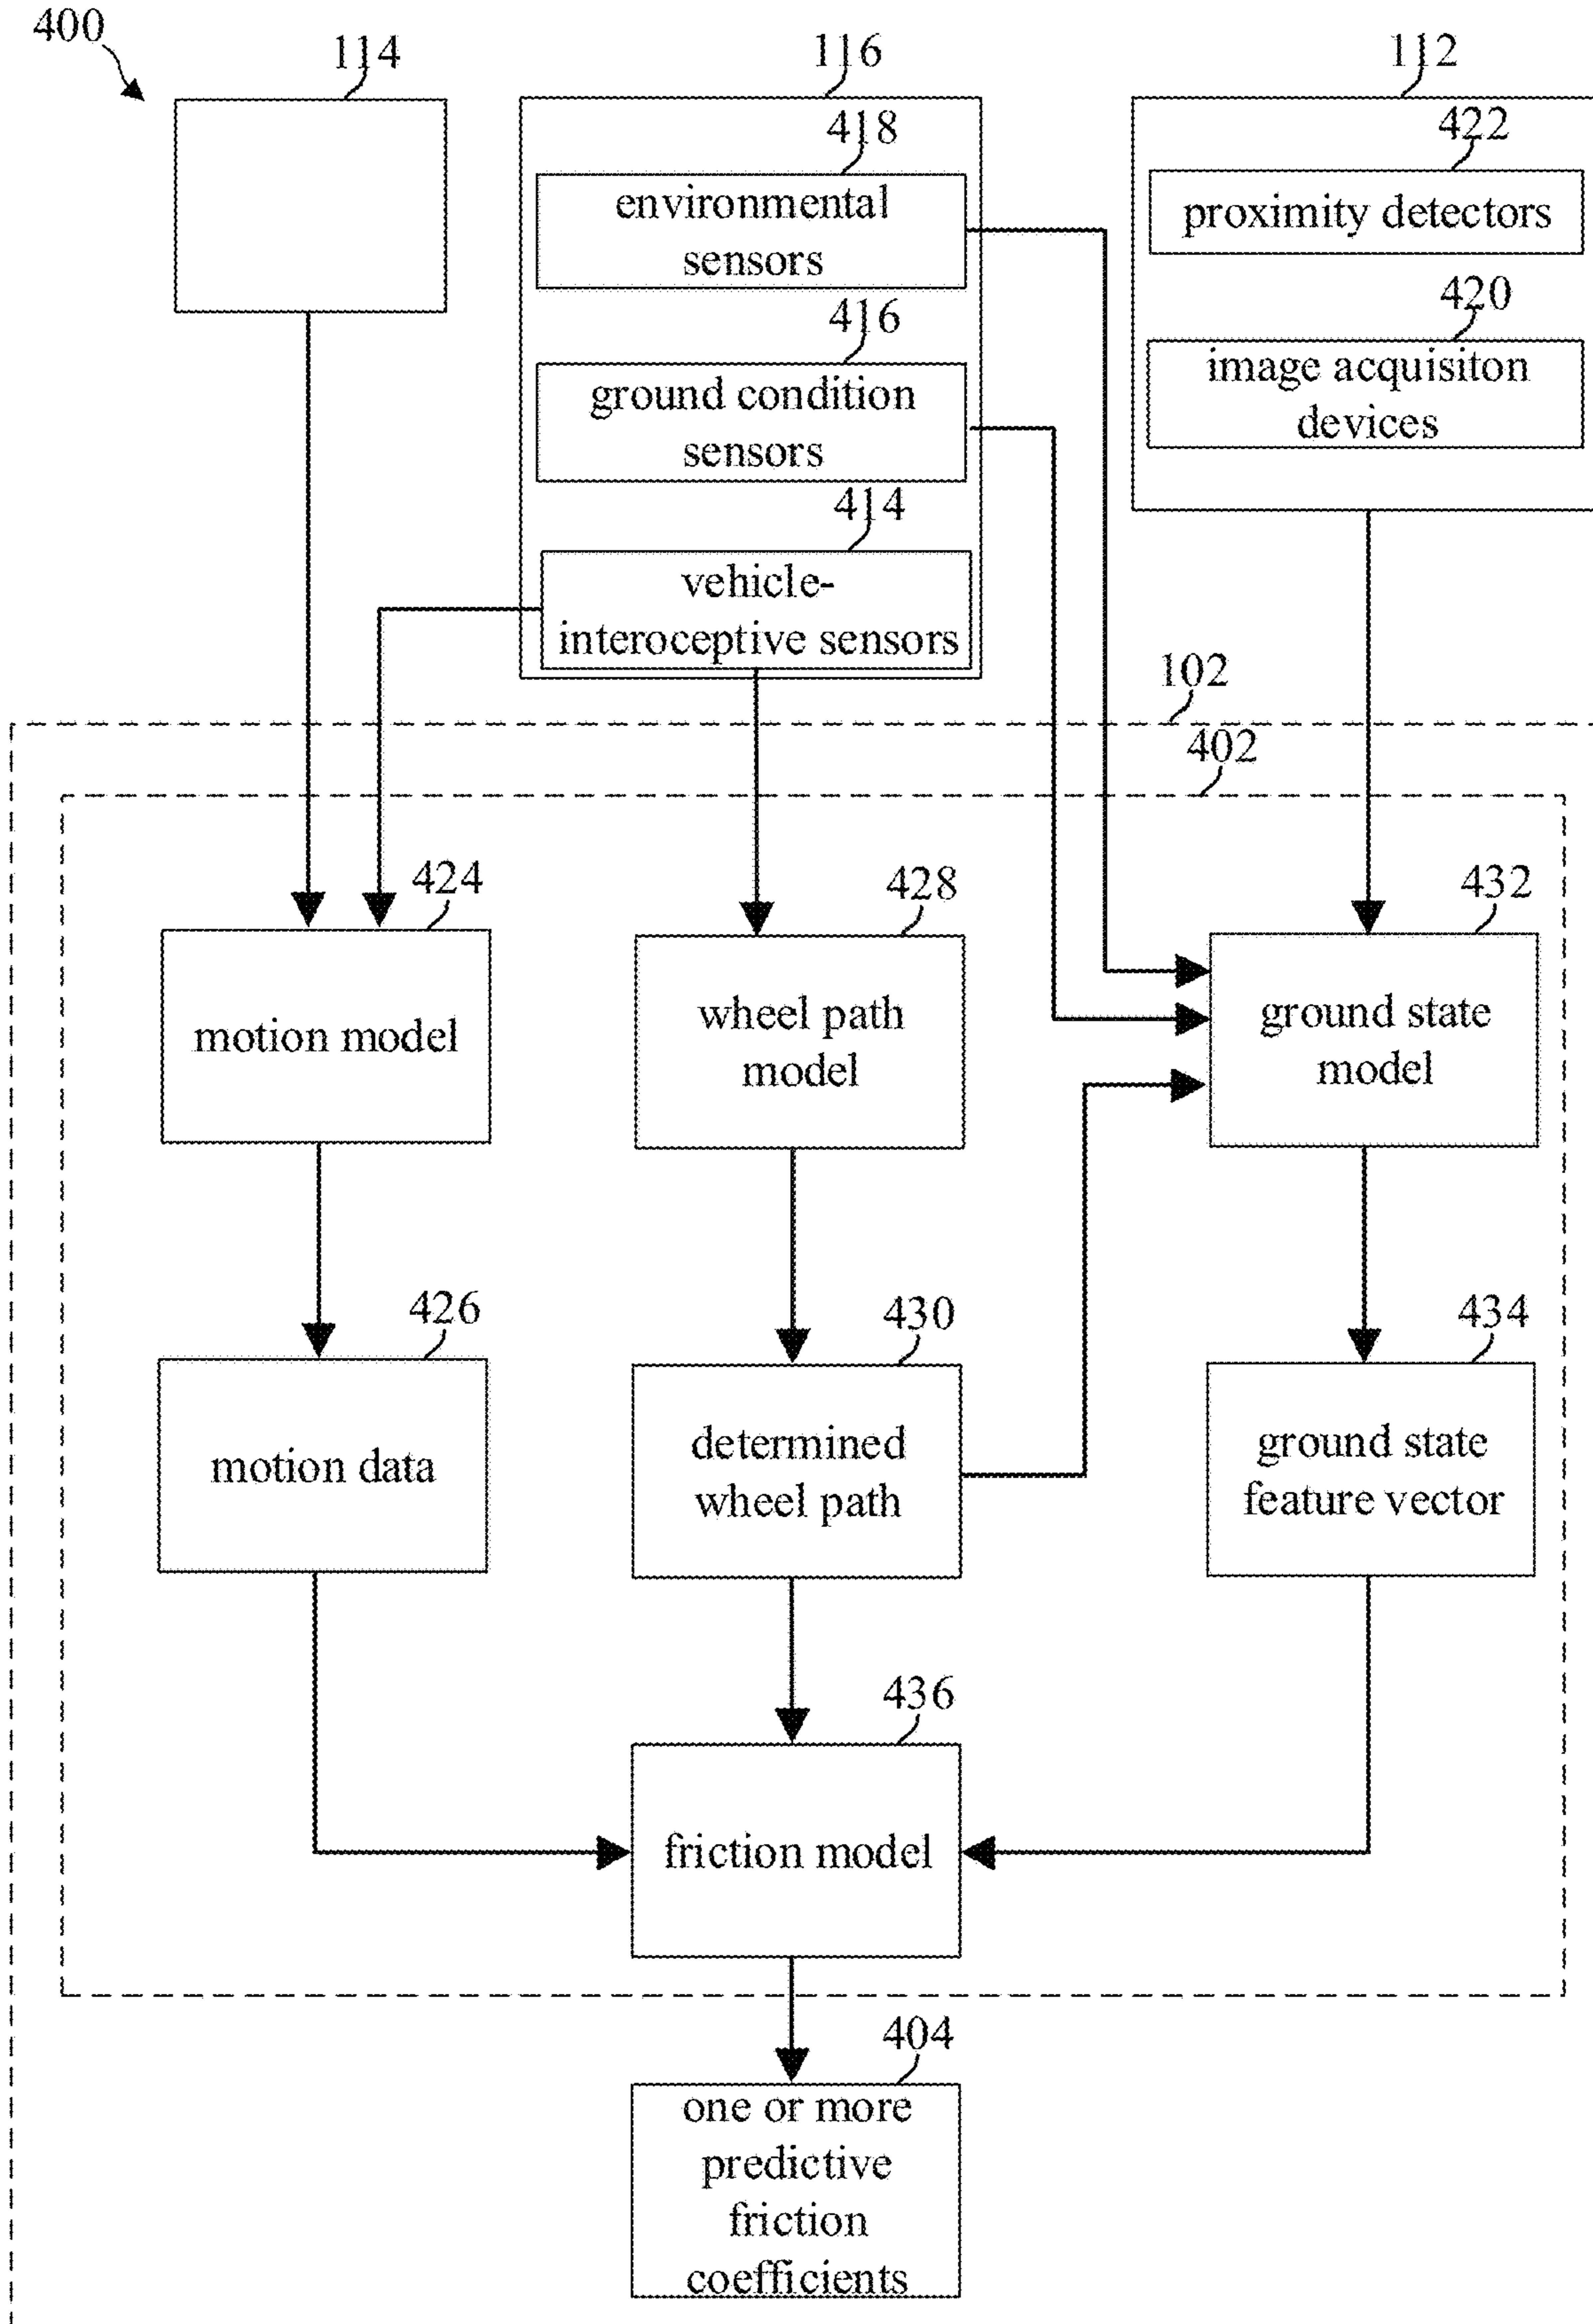 400
114
116
112
418
environmental
sensors
422
proximity detectors
416
ground condition
sensors
420
image acquisiton
devices
414
vehicle-
interoceptive sensors
102
402
424
motion model
428
wheel path
model
432
ground state
model
426
motion data
430
determined
wheel path
434
ground state
feature vector
436
friction model
404
one or more
predictive
friction
coefficients